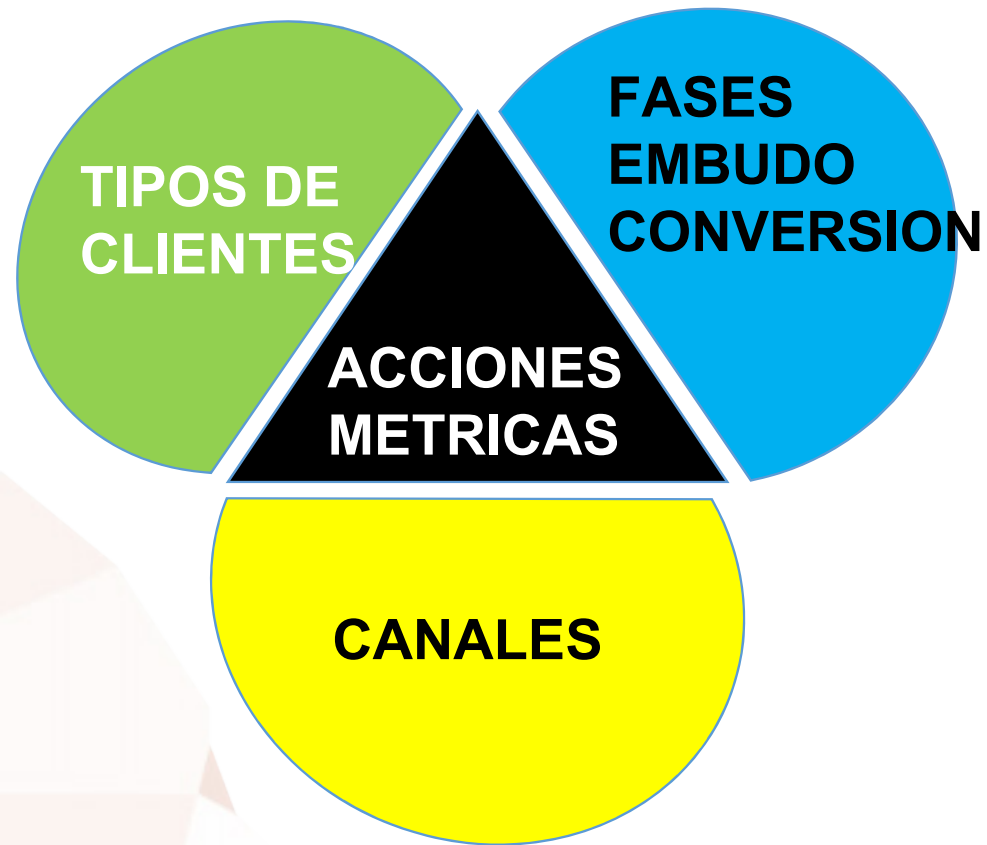 TIPOS DE
CLIENTES
FASES
EMBUDO
CONVERSION
ACCIONES
METRICAS
CANALES